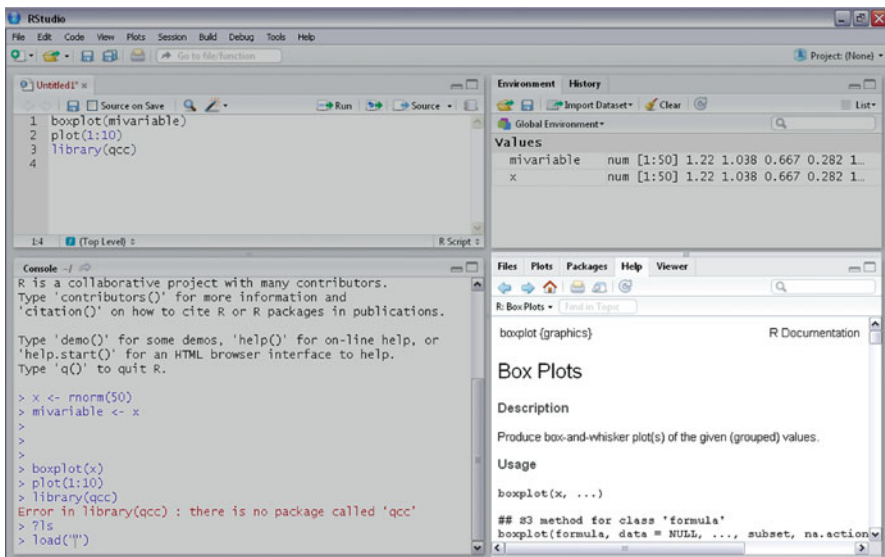 RStudio
File Edit Code View Plots Session Build Debug Tools Help
Go to file/function
Project: (None)
Untitled1*
Source on Save
Run
Source
1 boxplot(mivariable)
2 plot(1:10)
3 library(qcc)
4
1:4 (Top Level) R Script
Console ~/
R is a collaborative project with many contributors.
Type 'contributors()' for more information and
'citation()' on how to cite R or R packages in publications.
Type 'demo()' for some demos, 'help()' for on-line help, or
'help.start()' for an HTML browser interface to help.
Type 'q()' to quit R.
> x <- rnorm(50)
> mivariable <- x
>
>
>
> boxplot(x)
> plot(1:10)
> library(qcc)
Error in library(qcc) : there is no package called 'qcc'
> ?ls
> load("")
Environment History
Import Dataset Clear List
Global Environment
Values
mivariable num [1:50] 1.22 1.038 0.667 0.282 1…
x num [1:50] 1.22 1.038 0.667 0.282 1…
Files Plots Packages Help Viewer
R: Box Plots Find in Topic
boxplot {graphics} R Documentation
Box Plots
Description
Produce box-and-whisker plot(s) of the given (grouped) values.
Usage
boxplot(x, ...)
## S3 method for class 'formula'
boxplot(formula, data = NULL, ..., subset, na.action